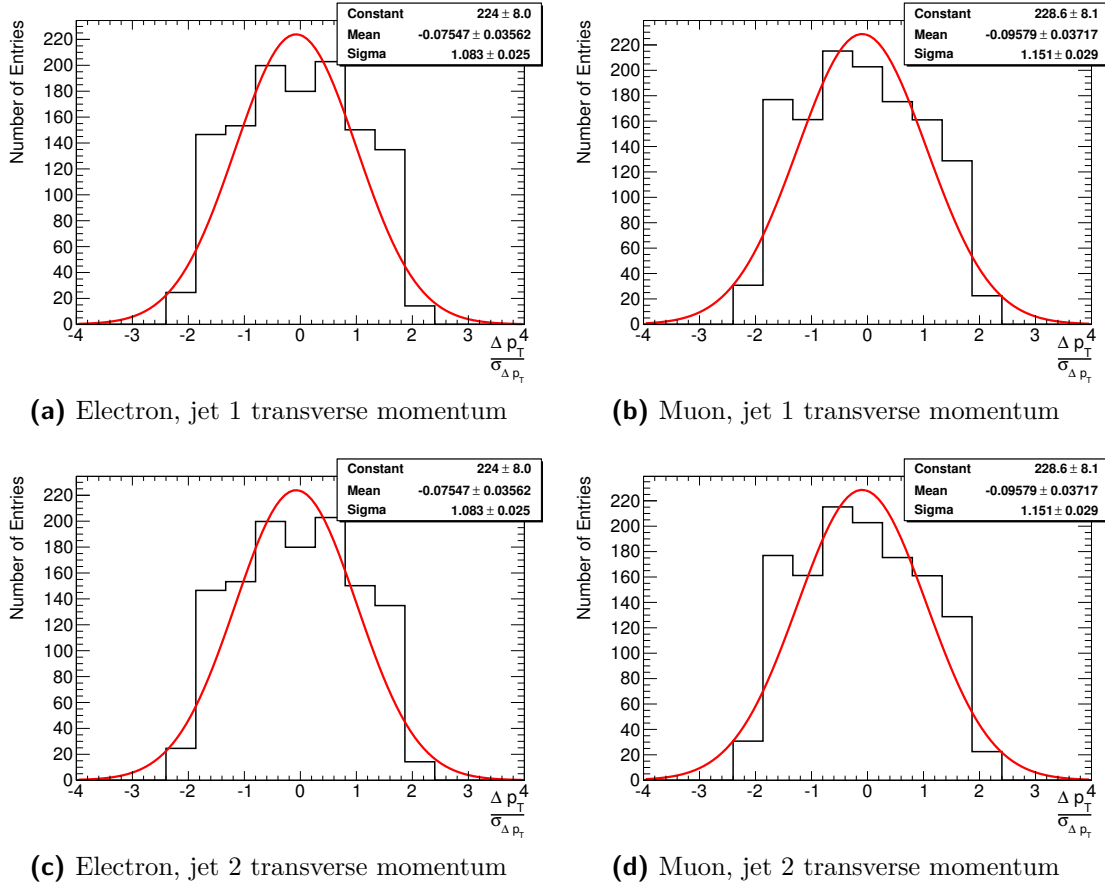 Constant 224 ± 8.0
Mean -0.07547 ± 0.03562
Sigma 1.083 ± 0.025
Number of Entries
220
200
180
160
140
120
100
80
60
40
20
0
-4 -3 -2 -1 0 1 2 3 4
Δ p_T
σ_Δ p_T
(a) Electron, jet 1 transverse momentum
Constant 228.6 ± 8.1
Mean -0.09579 ± 0.03717
Sigma 1.151 ± 0.029
Number of Entries
220
200
180
160
140
120
100
80
60
40
20
0
-4 -3 -2 -1 0 1 2 3 4
Δ p_T
σ_Δ p_T
(b) Muon, jet 1 transverse momentum
Constant 224 ± 8.0
Mean -0.07547 ± 0.03562
Sigma 1.083 ± 0.025
Number of Entries
220
200
180
160
140
120
100
80
60
40
20
0
-4 -3 -2 -1 0 1 2 3 4
Δ p_T
σ_Δ p_T
(c) Electron, jet 2 transverse momentum
Constant 228.6 ± 8.1
Mean -0.09579 ± 0.03717
Sigma 1.151 ± 0.029
Number of Entries
220
200
180
160
140
120
100
80
60
40
20
0
-4 -3 -2 -1 0 1 2 3 4
Δ p_T
σ_Δ p_T
(d) Muon, jet 2 transverse momentum